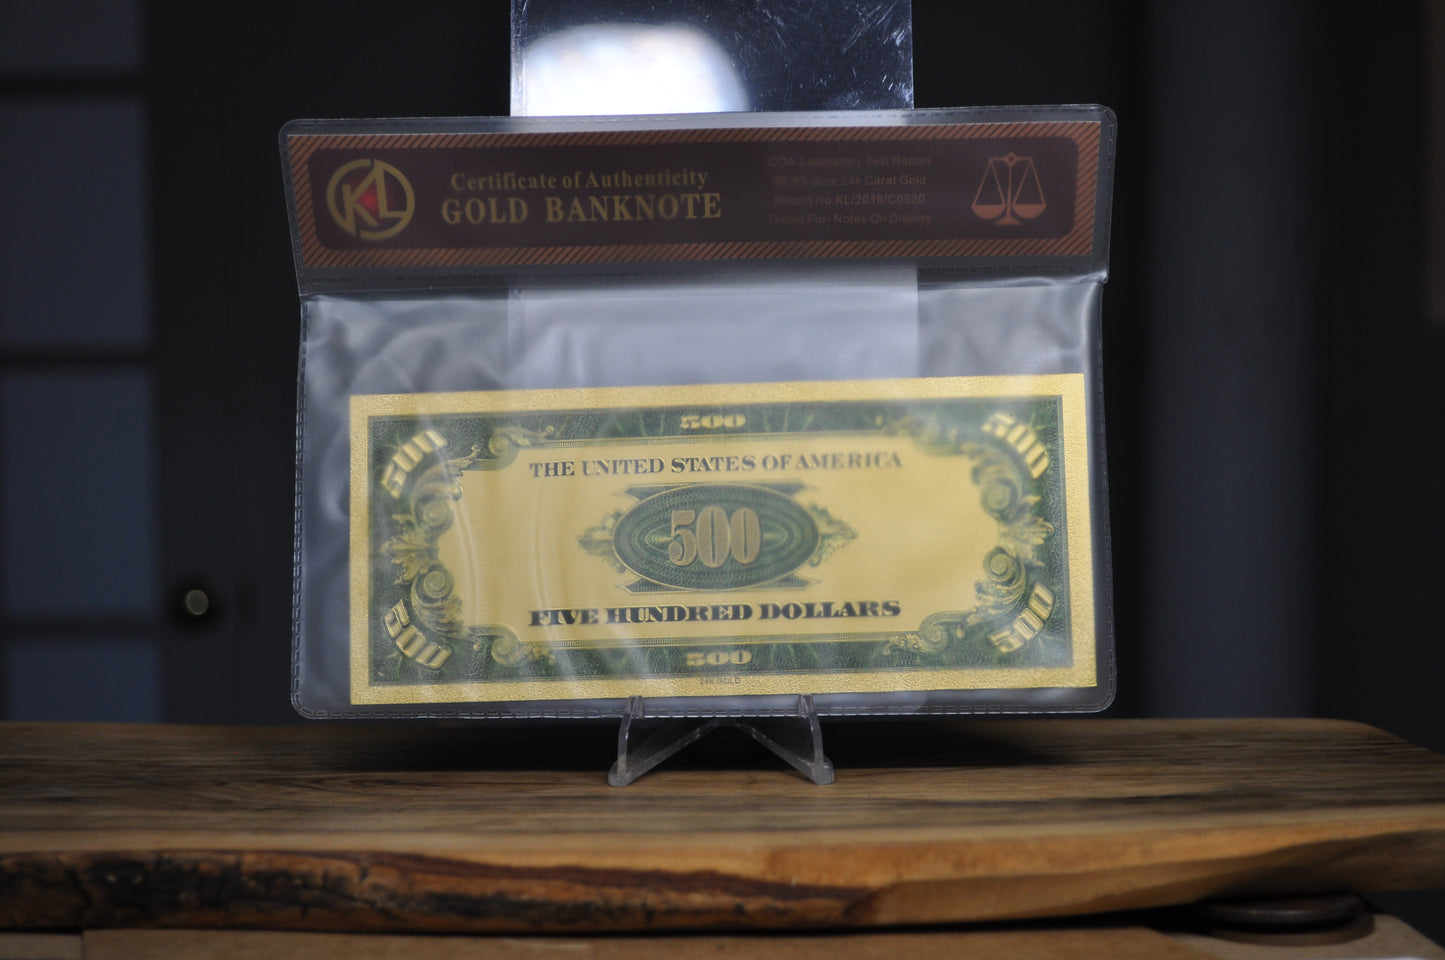 KL
Certificate of Authenticity
GOLD BANKNOTE
COA:Laboratory Test Report
99.9% pure 24k Carat Gold
Report No:KL/2016/C0520
Tested For- Notes On Display
500
500
500
THE UNITED STATES OF AMERICA
500
FIVE HUNDRED DOLLARS
500
500
500
24K GOLD